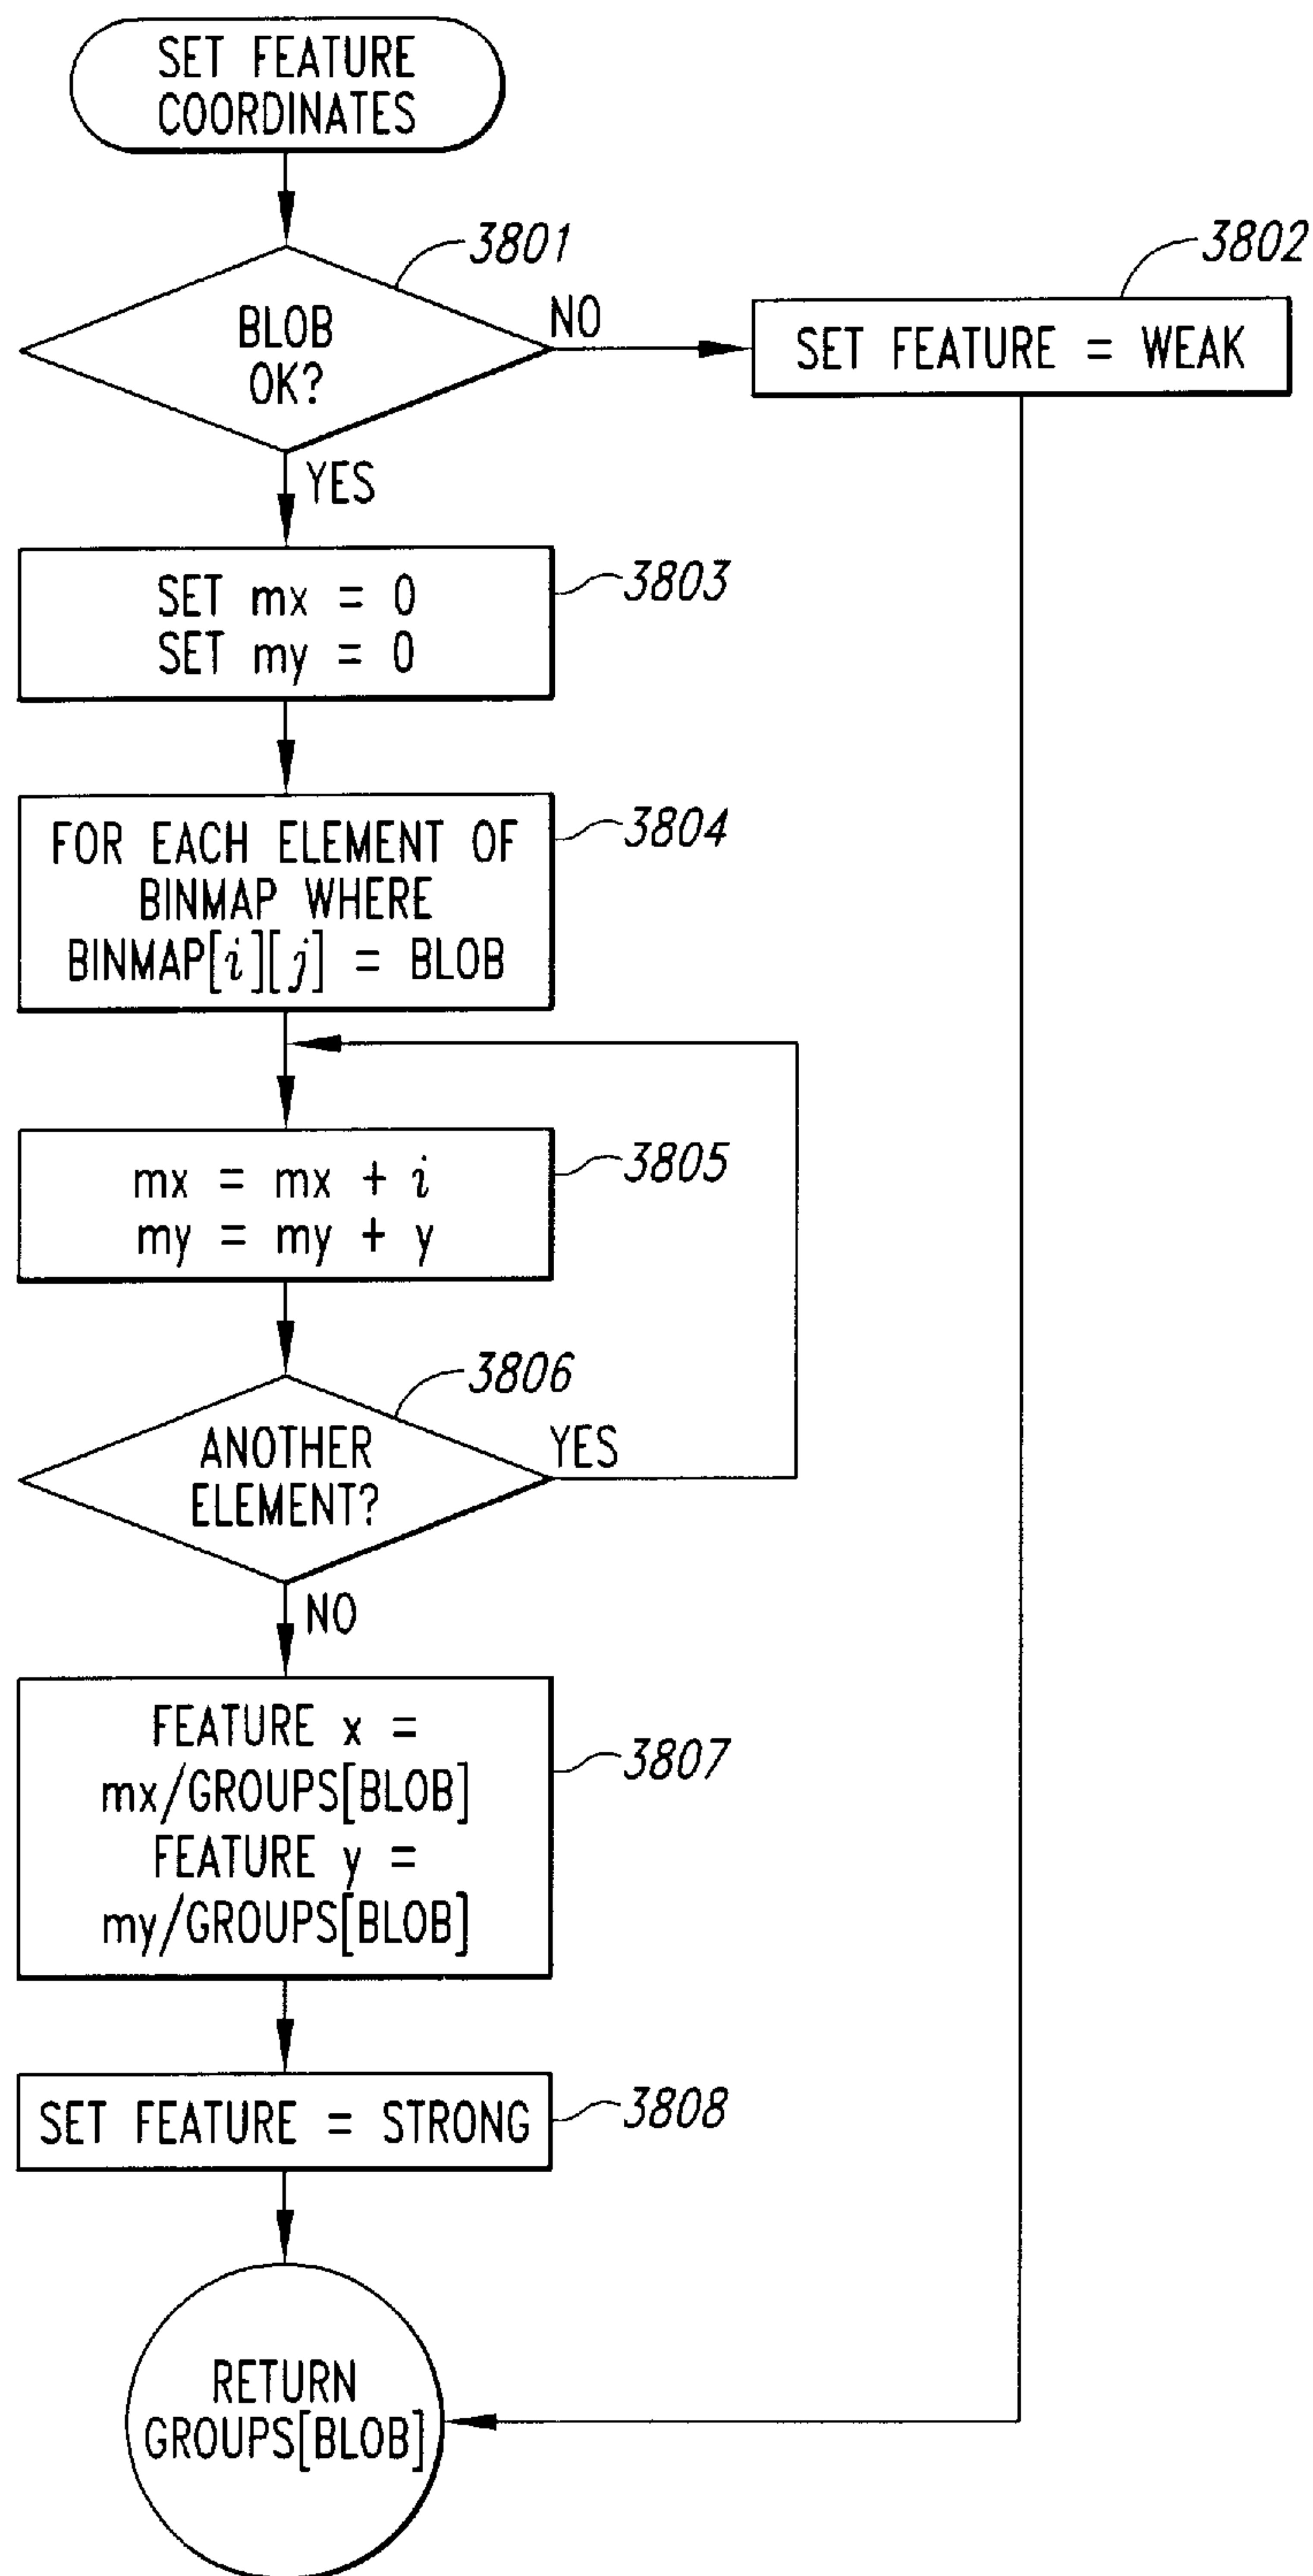 SET FEATURE
COORDINATES
3801
BLOB
OK?
NO
3802
SET FEATURE = WEAK
YES
SET mx = 0
SET my = 0
3803
FOR EACH ELEMENT OF
BINMAP WHERE
BINMAP[i][j] = BLOB
3804
mx = mx + i
my = my + y
3805
3806
ANOTHER
ELEMENT?
YES
NO
FEATURE x =
mx/GROUPS[BLOB]
FEATURE y =
my/GROUPS[BLOB]
3807
SET FEATURE = STRONG
3808
RETURN
GROUPS[BLOB]